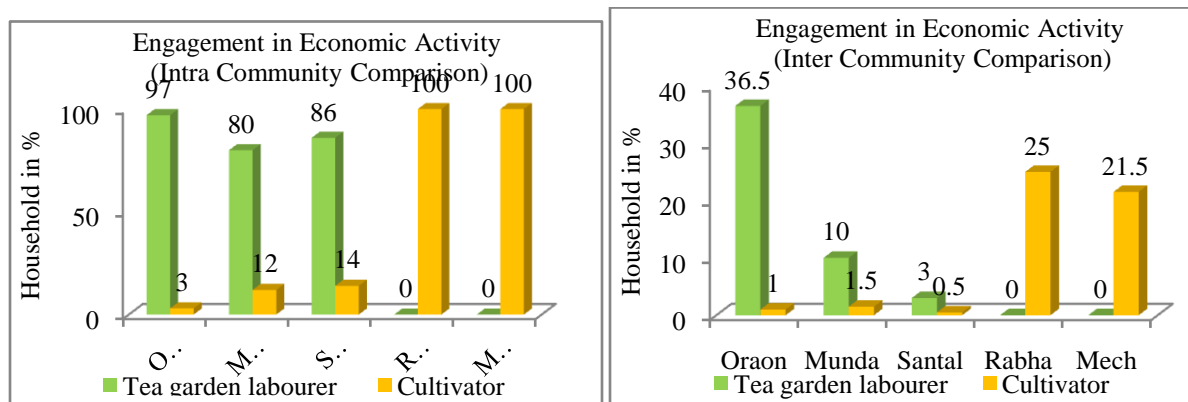 Engagement in Economic Activity
(Intra Community Comparison)
97
80
86
100
100
3
12
14
0
0
100
50
0
Household in %
O..
M..
S..
R..
M..
Tea garden labourer
Cultivator
Engagement in Economic Activity
(Inter Community Comparison)
36.5
10
3
0
0
1
1.5
0.5
25
21.5
40
30
20
10
0
Household in %
Oraon Munda Santal Rabha Mech
Tea garden labourer
Cultivator